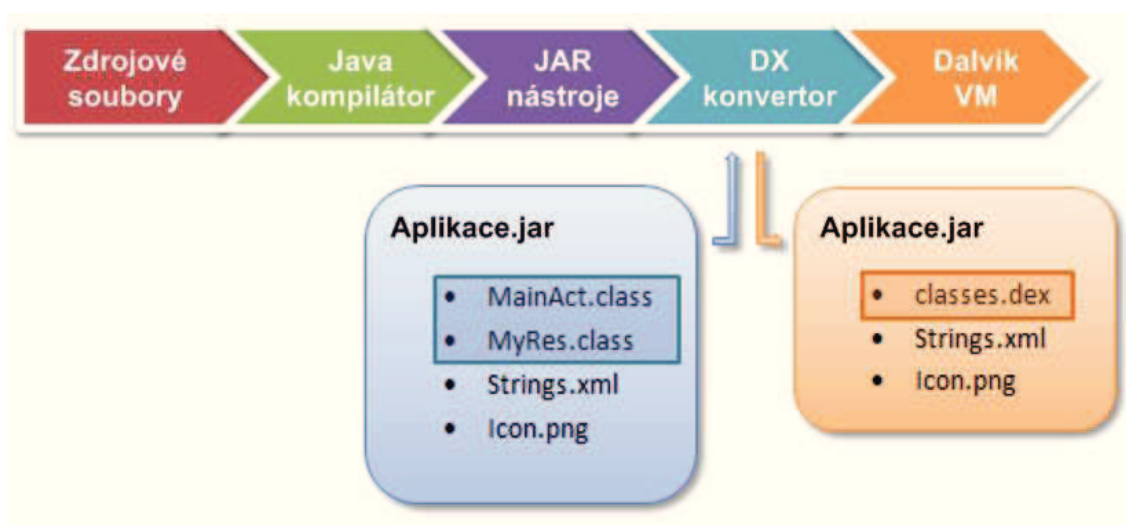 Zdrojové
soubory
Java
kompilátor
JAR
nástroje
DX
konvertor
Dalvik
VM
Aplikace.jar
• MainAct.class
• MyRes.class
• Strings.xml
• Icon.png
Aplikace.jar
• classes.dex
• Strings.xml
• Icon.png